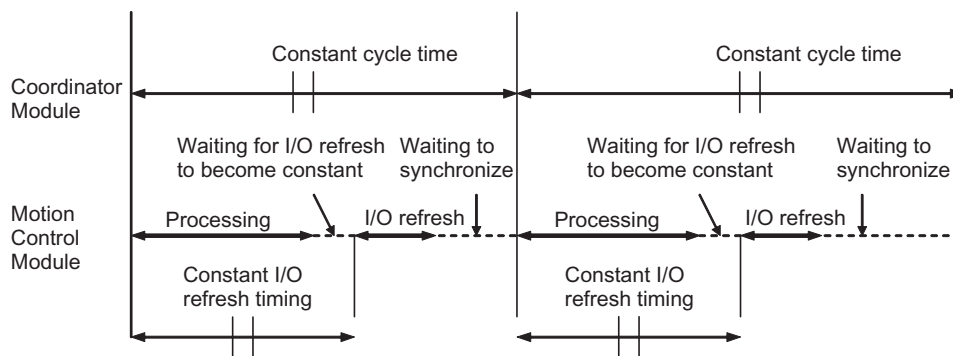 Constant cycle time
Constant cycle time
Coordinator
Module
Waiting for I/O refresh
to become constant
Waiting to
synchronize
Waiting for I/O refresh
to become constant
Waiting to
synchronize
Motion
Control
Module
Processing
I/O refresh
Processing
I/O refresh
Constant I/O
refresh timing
Constant I/O
refresh timing